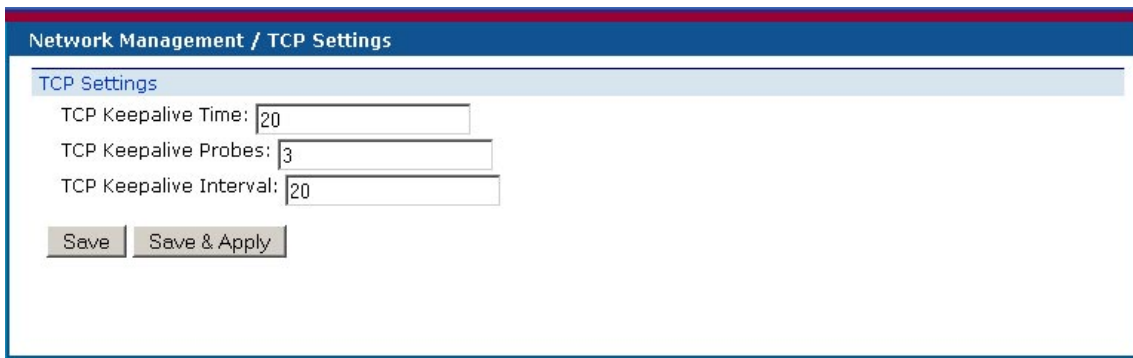 Network Management / TCP Settings
TCP Settings
TCP Keepalive Time: 20
TCP Keepalive Probes: 3
TCP Keepalive Interval: 20
Save Save & Apply